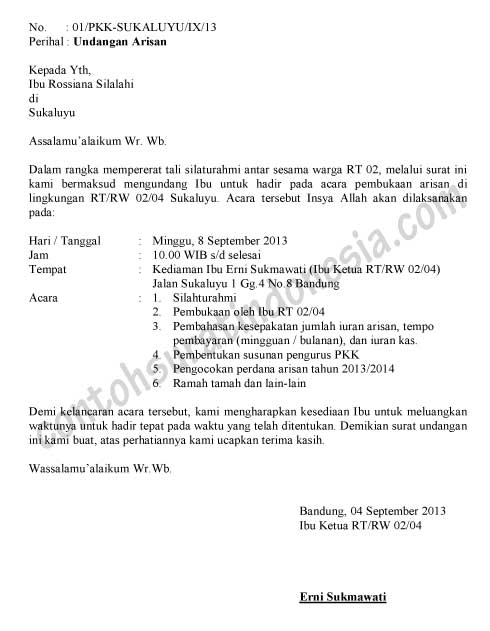 No. : 01/PKK-SUKALUYU/IX/13
Perihal : Undangan Arisan
Kepada Yth,
Ibu Rossiana Silalahi
di
Sukaluyu
Assalamu'alaikum Wr. Wb.
Dalam rangka mempererat tali silaturahmi antar sesama warga RT 02, melalui surat ini
kami bermaksud mengundang Ibu untuk hadir pada acara pembukaan arisan di
lingkungan RT/RW 02/04 Sukaluyu. Acara tersebut Insya Allah akan dilaksanakan
pada:
Hari / Tanggal : Minggu, 8 September 2013
Jam : 10.00 WIB s/d selesai
Tempat : Kediaman Ibu Erni Sukmawati (Ibu Ketua RT/RW 02/04)
Jalan Sukaluyu 1 Gg.4 No.8 Bandung
Acara : 1. Silahturahmi
2. Pembukaan oleh Ibu RT 02/04
3. Pembahasan kesepakatan jumlah iuran arisan, tempo
pembayaran (mingguan / bulanan), dan iuran kas.
4. Pembentukan susunan pengurus PKK
5. Pengocokan perdana arisan tahun 2013/2014
6. Ramah tamah dan lain-lain
Demi kelancaran acara tersebut, kami mengharapkan kesediaan Ibu untuk meluangkan
waktunya untuk hadir tepat pada waktu yang telah ditentukan. Demikian surat undangan
ini kami buat, atas perhatiannya kami ucapkan terima kasih.
Wassalamu'alaikum Wr.Wb.
Bandung, 04 September 2013
Ibu Ketua RT/RW 02/04
Erni Sukmawati
contohsuratindonesia.com